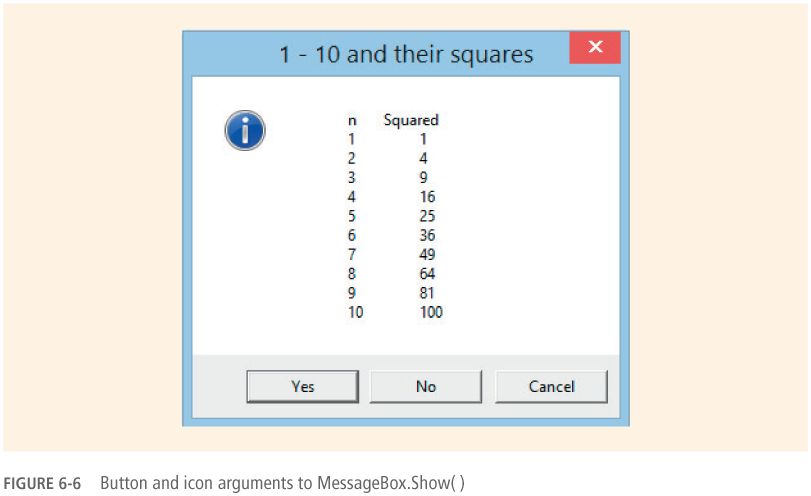 1 - 10 and their squares
n Squared
1 1
2 4
3 9
4 16
5 25
6 36
7 49
8 64
9 81
10 100
Yes No Cancel
FIGURE 6-6 Button and icon arguments to MessageBox.Show( )